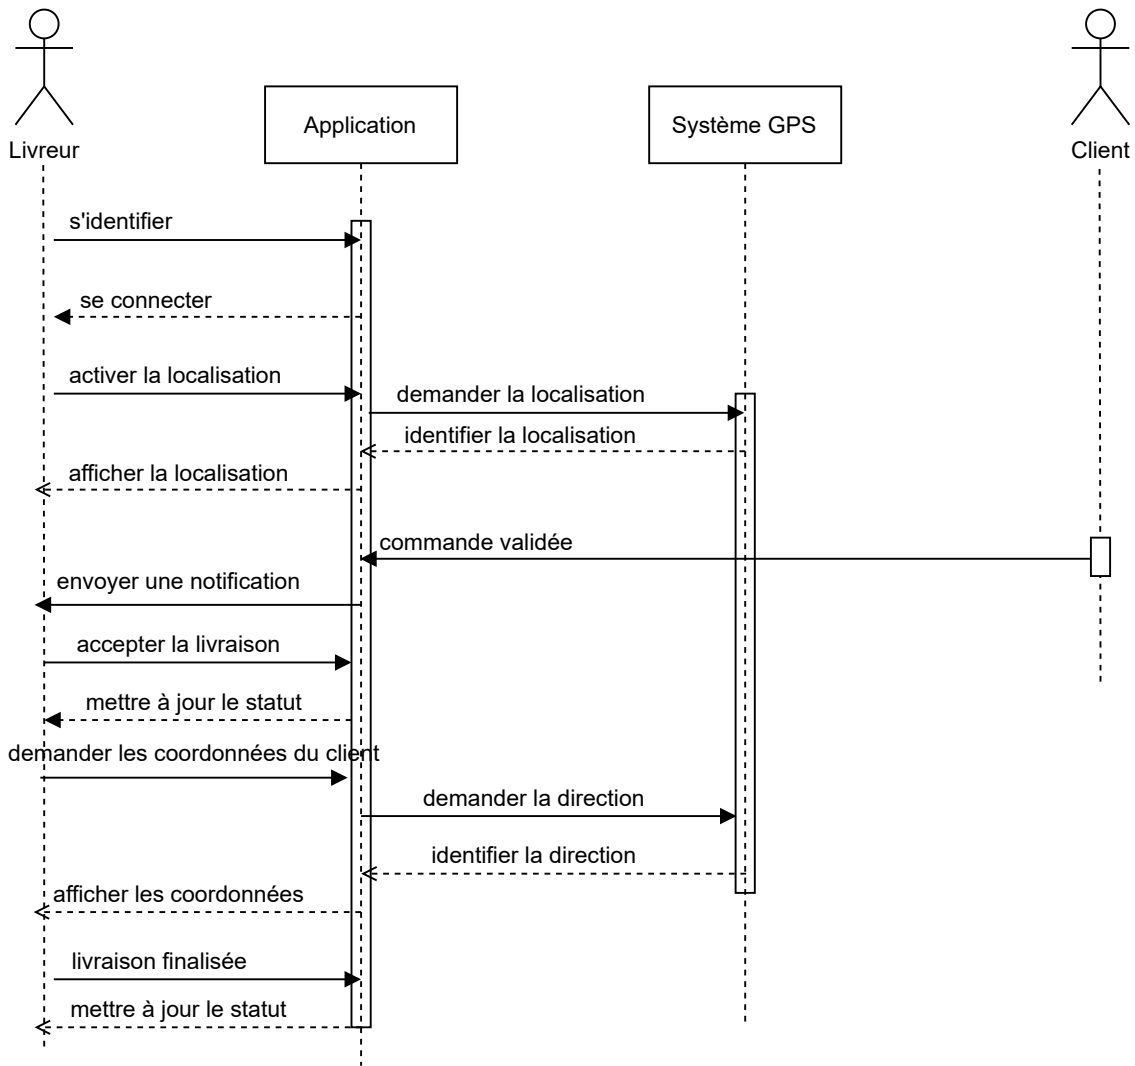 Livreur
Application
Système GPS
Client
s'identifier
se connecter
activer la localisation
demander la localisation
identifier la localisation
afficher la localisation
commande validée
envoyer une notification
accepter la livraison
mettre à jour le statut
demander les coordonnées du client
demander la direction
identifier la direction
afficher les coordonnées
livraison finalisée
mettre à jour le statut